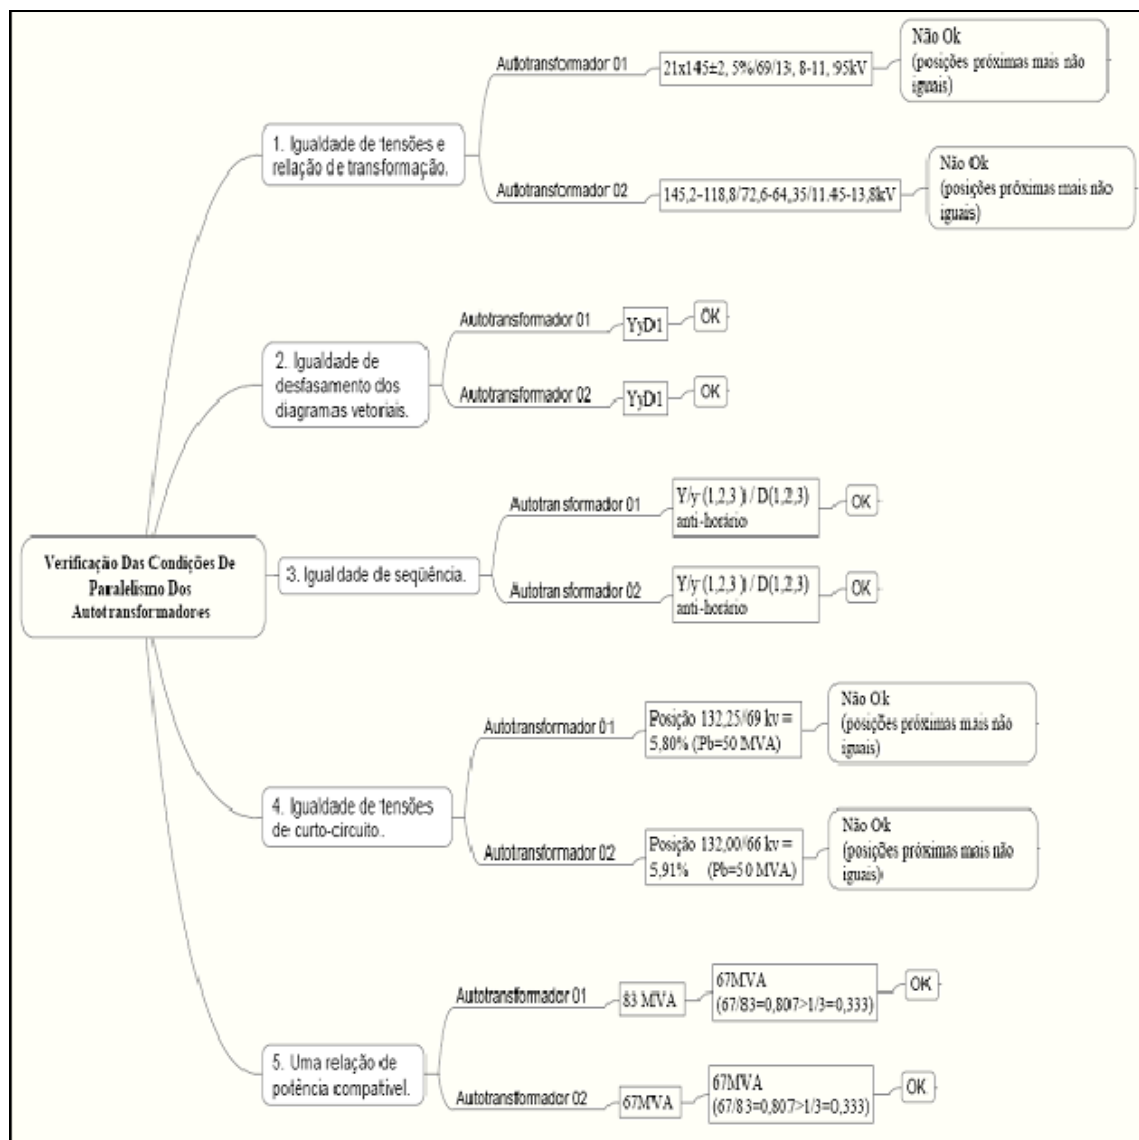 Verificação Das Condições De
Paralelismo Dos
Autotransformadores
1. Igualdade de tensões e
relação de transformação.
Autotransformador 01
21x145±2, 5%/69/13, 8-11, 95kV
Não Ok
(posições próximas mais não
iguais)
Autotransformador 02
145,2-118,8/72,6-64,35/11.45-13,8kV
Não Ok
(posições próximas mais não
iguais)
2. Igualdade de
desfasamento dos
diagramas vetoriais.
Autotransformador 01
YyD1
OK
Autotransformador 02
YyD1
OK
3. Igualdade de seqüência.
Autotransformador 01
Y/y (1,2,3 ) / D(1,2,3)
anti-horário
OK
Autotransformador 02
Y/y (1,2,3 ) / D(1,2,3)
anti-horário
OK
4. Igualdade de tensões
de curto-circuito.
Autotransformador 01
Posição 132,25/69 kv =
5,80% (Pb=50 MVA)
Não Ok
(posições próximas mais não
iguais)
Autotransformador 02
Posição 132,00/66 kv =
5,91% (Pb=50 MVA)
Não Ok
(posições próximas mais não
iguais)
5. Uma relação de
potência compatível.
Autotransformador 01
83 MVA
67MVA
(67/83=0,807>1/3=0,333)
OK
Autotransformador 02
67MVA
67MVA
(67/83=0,807>1/3=0,333)
OK